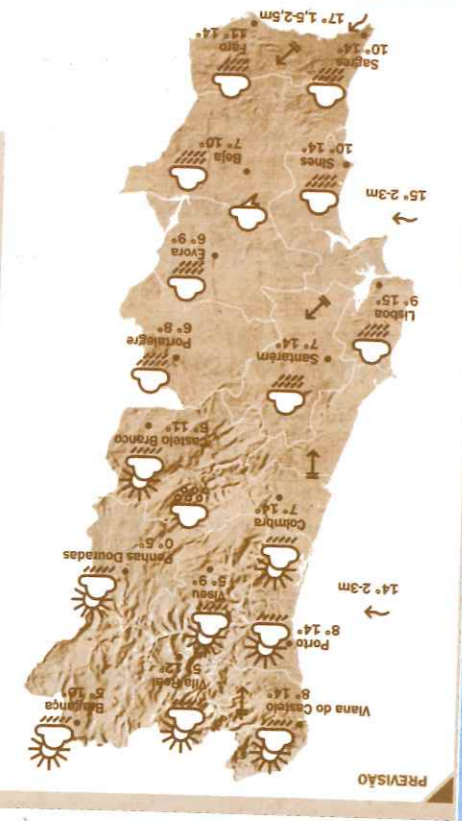 PREVISÃO
Viana do Castelo
8° 14°
Bragança
5° 10°
Vila Real
5° 12°
Porto
8° 14°
14° 2-3m
Viseu
5° 9°
Penhas Douradas
0° 5°
Coimbra
7° 14°
Castelo Branco
6° 11°
Santarém
7° 14°
Portalegre
6° 8°
Lisboa
9° 15°
Évora
6° 9°
15° 2-3m
Sines
10° 14°
Beja
7° 10°
Sagres
10° 14°
Faro
11° 14°
17° 1,5-2,5m